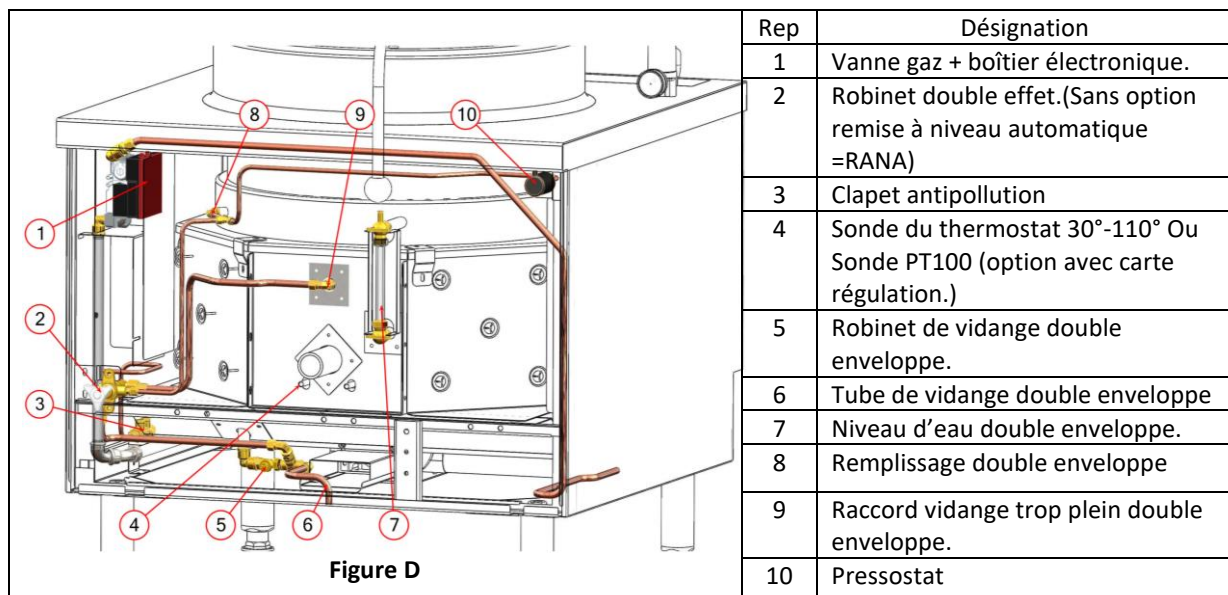 8
9
10
1
2
3
4
5
6
7
Figure D
Rep Désignation
1 Vanne gaz + boîtier électronique.
2 Robinet double effet.(Sans option
remise à niveau automatique
=RANA)
3 Clapet antipollution
4 Sonde du thermostat 30°-110° Ou
Sonde PT100 (option avec carte
régulation.)
5 Robinet de vidange double
enveloppe.
6 Tube de vidange double enveloppe
7 Niveau d’eau double enveloppe.
8 Remplissage double enveloppe
9 Raccord vidange trop plein double
enveloppe.
10 Pressostat